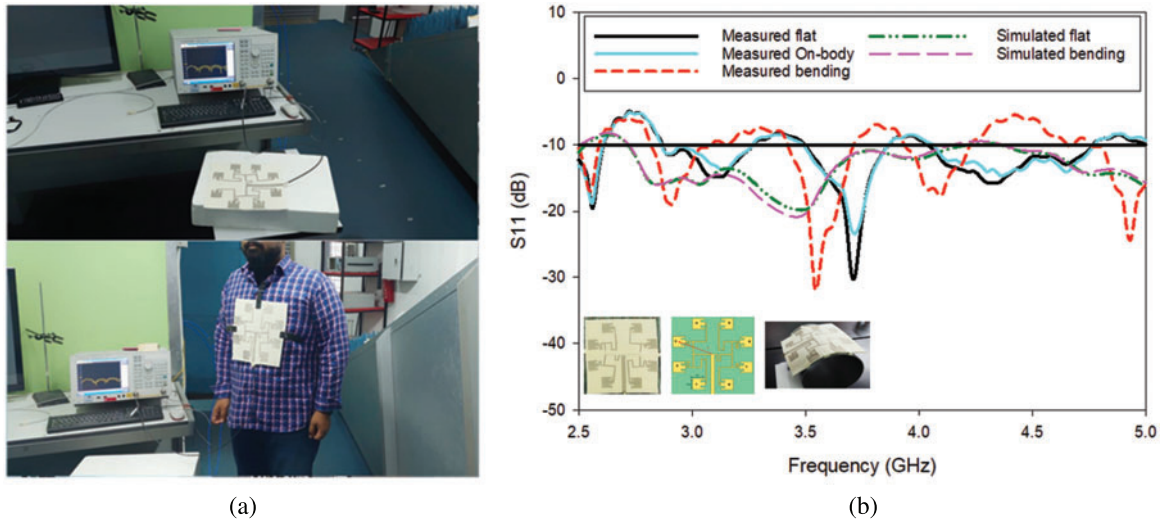 10
0
-10
-20
-30
-40
-50
S11 (dB)
Measured flat
Measured On-body
Measured bending
Simulated flat
Simulated bending
2.5 3.0 3.5 4.0 4.5 5.0
Frequency (GHz)
(a)
(b)